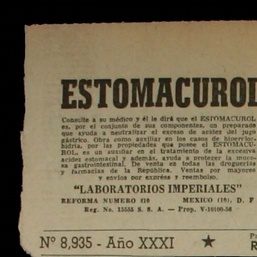 ESTOMACUROL
Consulte a su médico y él le dirá que el ESTOMACUROL
es, por el conjunto de sus componentes, un preparado
que ayuda a neutralizar el exceso de acides del jugo
gástrico. Obra como auxiliar en los casos de hiperclor-
hidria, por las propiedades que posee el ESTOMACU-
ROL, es un auxiliar en el tratamiento de la excesiva
acidez estomacal y además, ayuda a proteger la muco-
sa gastrointestinal. De venta en todas las droguerías
y farmacias de la República. Ventas por mayores
y envíos por express y reembolso.
"LABORATORIOS IMPERIALES"
REFORMA NUMERO MEXICO (10), D. F
Reg. No. 15555 S. S. A. — Prop. V-10100-58
Nº 8,935 - Año XXXI ★